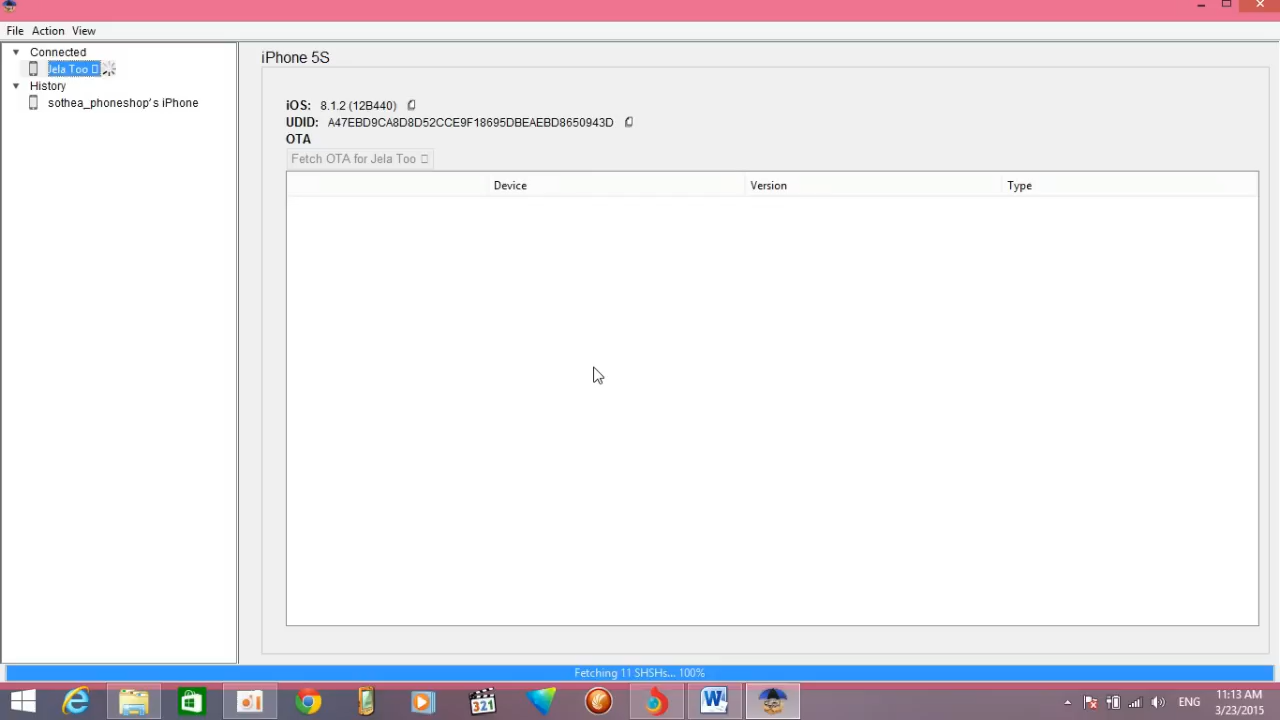 File Action View
Connected
Jela Too
History
sothea_phoneshop's iPhone
iPhone 5S
iOS: 8.1.2 (12B440)
UDID: A47EBD9CA8D8D52CCE9F18695DBEAEBD8650943D
OTA
Fetch OTA for Jela Too
Device Version Type
Fetching 11 SHSHs... 100%
321
ENG
11:13 AM
3/23/2015